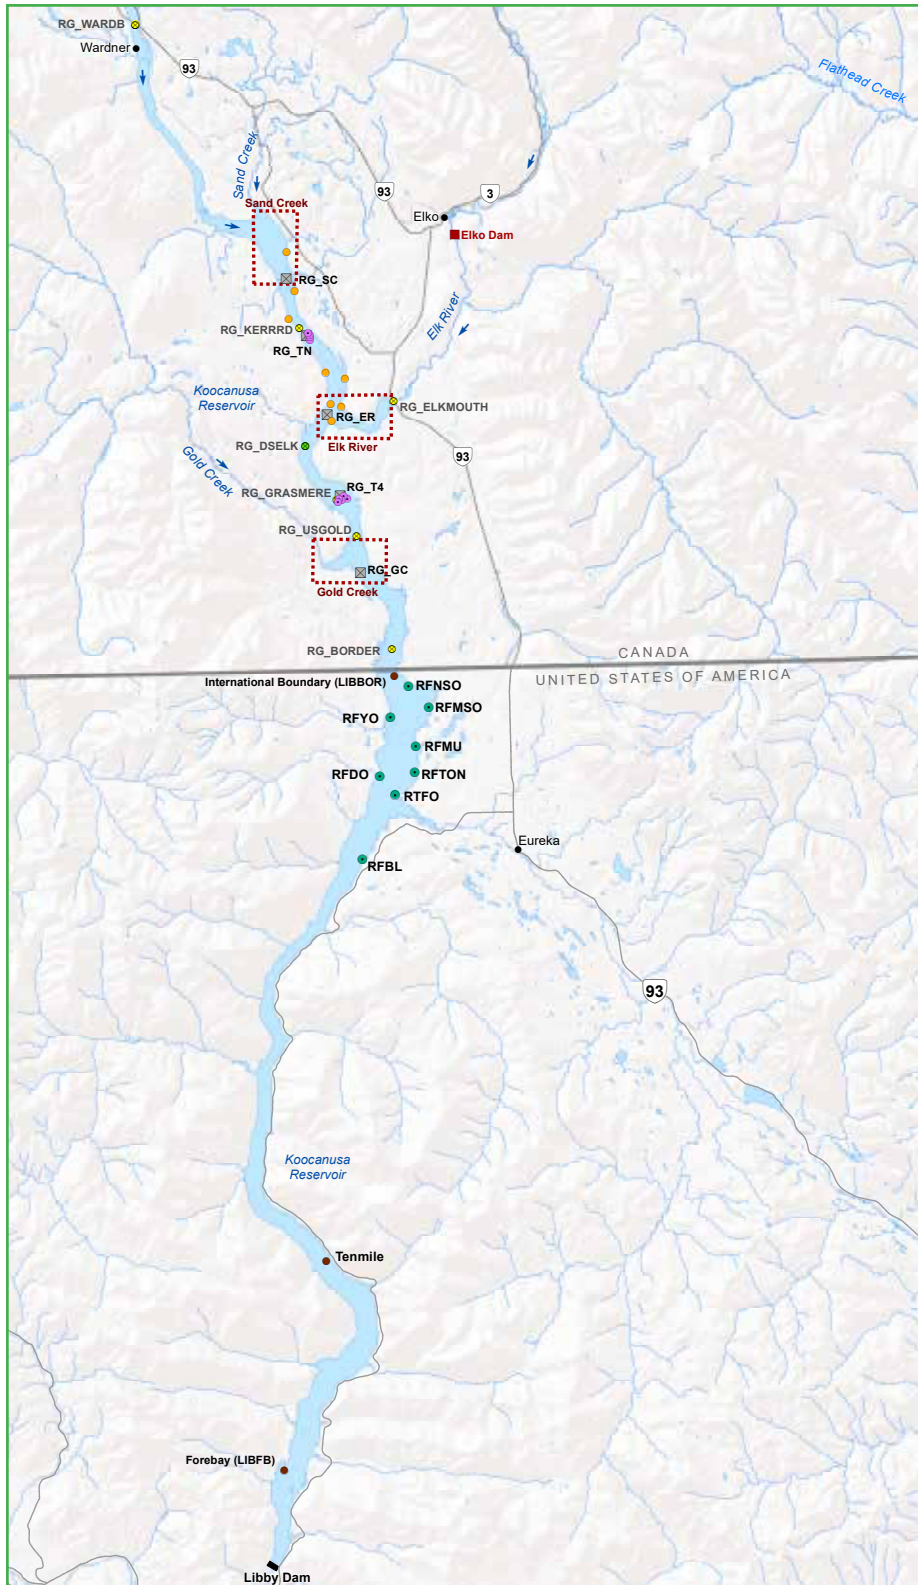 RG_WARDB
Wardner
93
Flathead Creek
Sand Creek
93
3
Sand Creek
Elko
Elko Dam
RG_SC
Elk River
RG_KERRRD
RG_TN
Koocanusa
Reservoir
RG_ELKMOUTH
RG_ER
RG_DSELK
Elk River
93
Gold Creek
RG_T4
RG_GRASMERE
RG_USGOLD
RG_GC
Gold Creek
RG_BORDER
CANADA
UNITED STATES OF AMERICA
International Boundary (LIBBOR)
RFNSO
RFMSO
RFYO
RFMU
RFDO
RFTON
RTFO
Eureka
RFBL
93
Koocanusa
Reservoir
Tenmile
Forebay (LIBFB)
Libby Dam